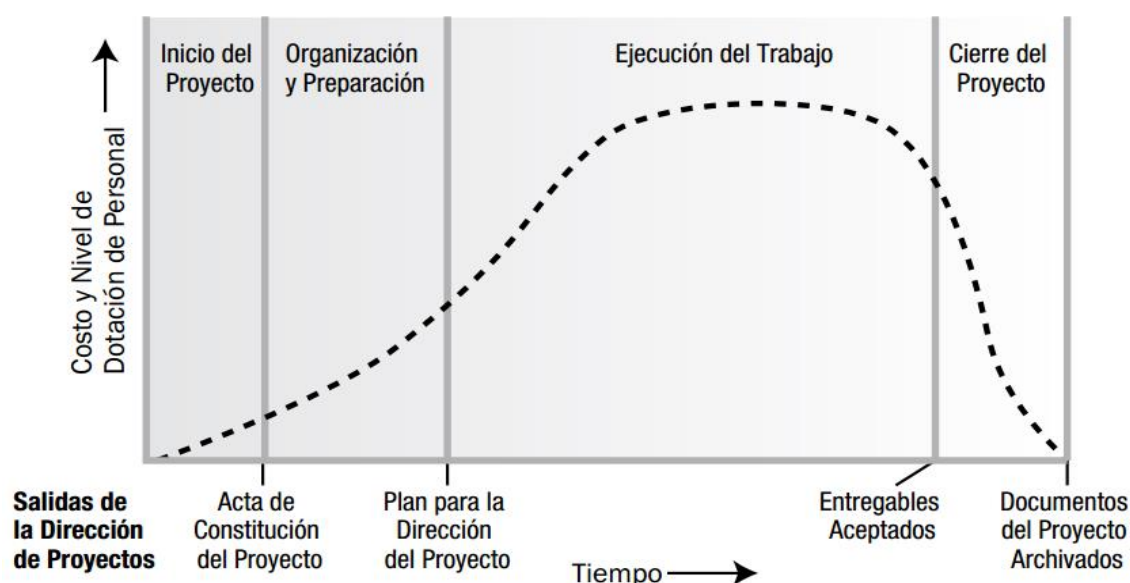 Inicio del
Proyecto
Organización
y Preparación
Ejecución del Trabajo
Cierre del
Proyecto
Costo y Nivel de
Dotación de Personal
Salidas de
la Dirección
de Proyectos
Acta de
Constitución
del Proyecto
Plan para la
Dirección
del Proyecto
Entregables
Aceptados
Documentos
del Proyecto
Archivados
Tiempo